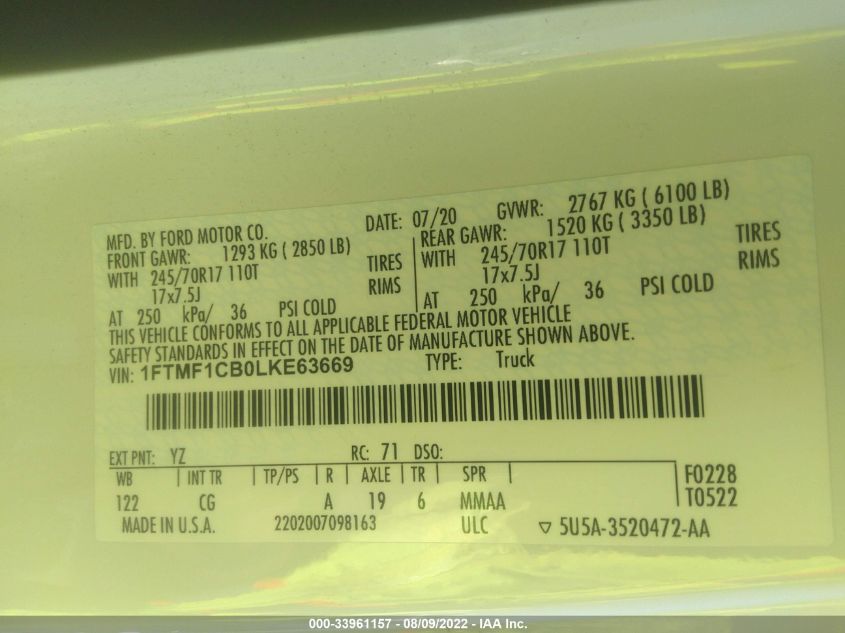 MFD. BY FORD MOTOR CO. DATE: 07/20 GVWR: 2767 KG ( 6100 LB)
FRONT GAWR: 1293 KG ( 2850 LB) REAR GAWR: 1520 KG ( 3350 LB)
WITH 245/70R17 110T TIRES WITH 245/70R17 110T TIRES
17x7.5J RIMS 17x7.5J RIMS
AT 250 kPa/ 36 PSI COLD AT 250 kPa/ 36 PSI COLD
THIS VEHICLE CONFORMS TO ALL APPLICABLE FEDERAL MOTOR VEHICLE
SAFETY STANDARDS IN EFFECT ON THE DATE OF MANUFACTURE SHOWN ABOVE.
VIN: 1FTMF1CB0LKE63669 TYPE: Truck
EXT PNT: YZ RC: 71 DSO:
WB INT TR TP/PS R AXLE TR SPR F0228
122 CG A 19 6 MMAA T0522
MADE IN U.S.A. 2202007098163 ULC ▽ 5U5A-3520472-AA
000-33961157 - 08/09/2022 - IAA Inc.